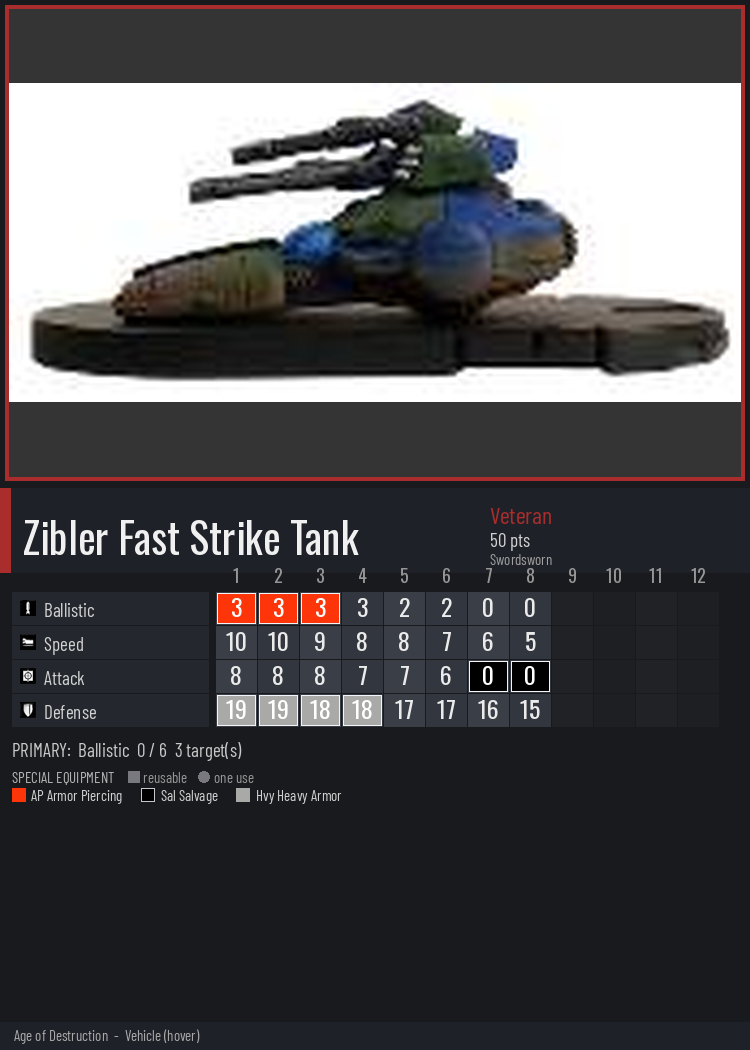 Zibler Fast Strike Tank
Veteran
50 pts
Swordsworn
1 2 3 4 5 6 7 8 9 10 11 12
Ballistic 3 3 3 3 2 2 0 0
Speed 10 10 9 8 8 7 6 5
Attack 8 8 8 7 7 6 0 0
Defense 19 19 18 18 17 17 16 15
PRIMARY: Ballistic 0 / 6 3 target(s)
SPECIAL EQUIPMENT reusable one use
AP Armor Piercing Sal Salvage Hvy Heavy Armor
Age of Destruction - Vehicle (hover)